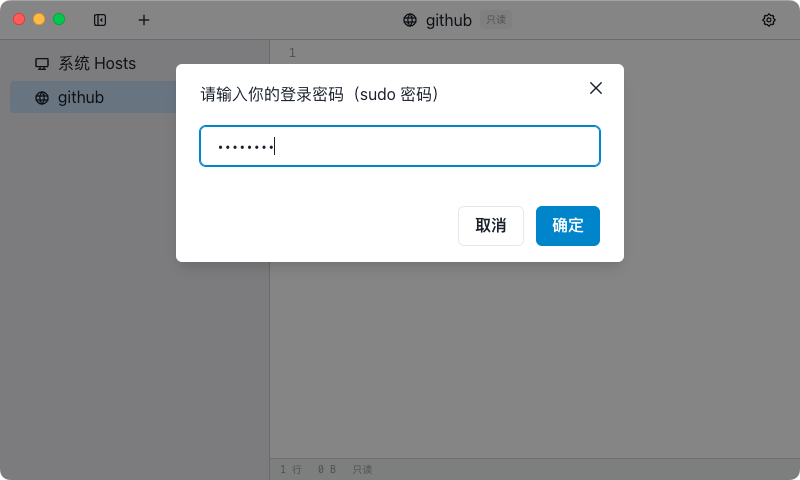 github 只读
系统 Hosts
github
1
请输入你的登录密码（sudo 密码）
••••••••
取消 确定
1 行 0 B 只读